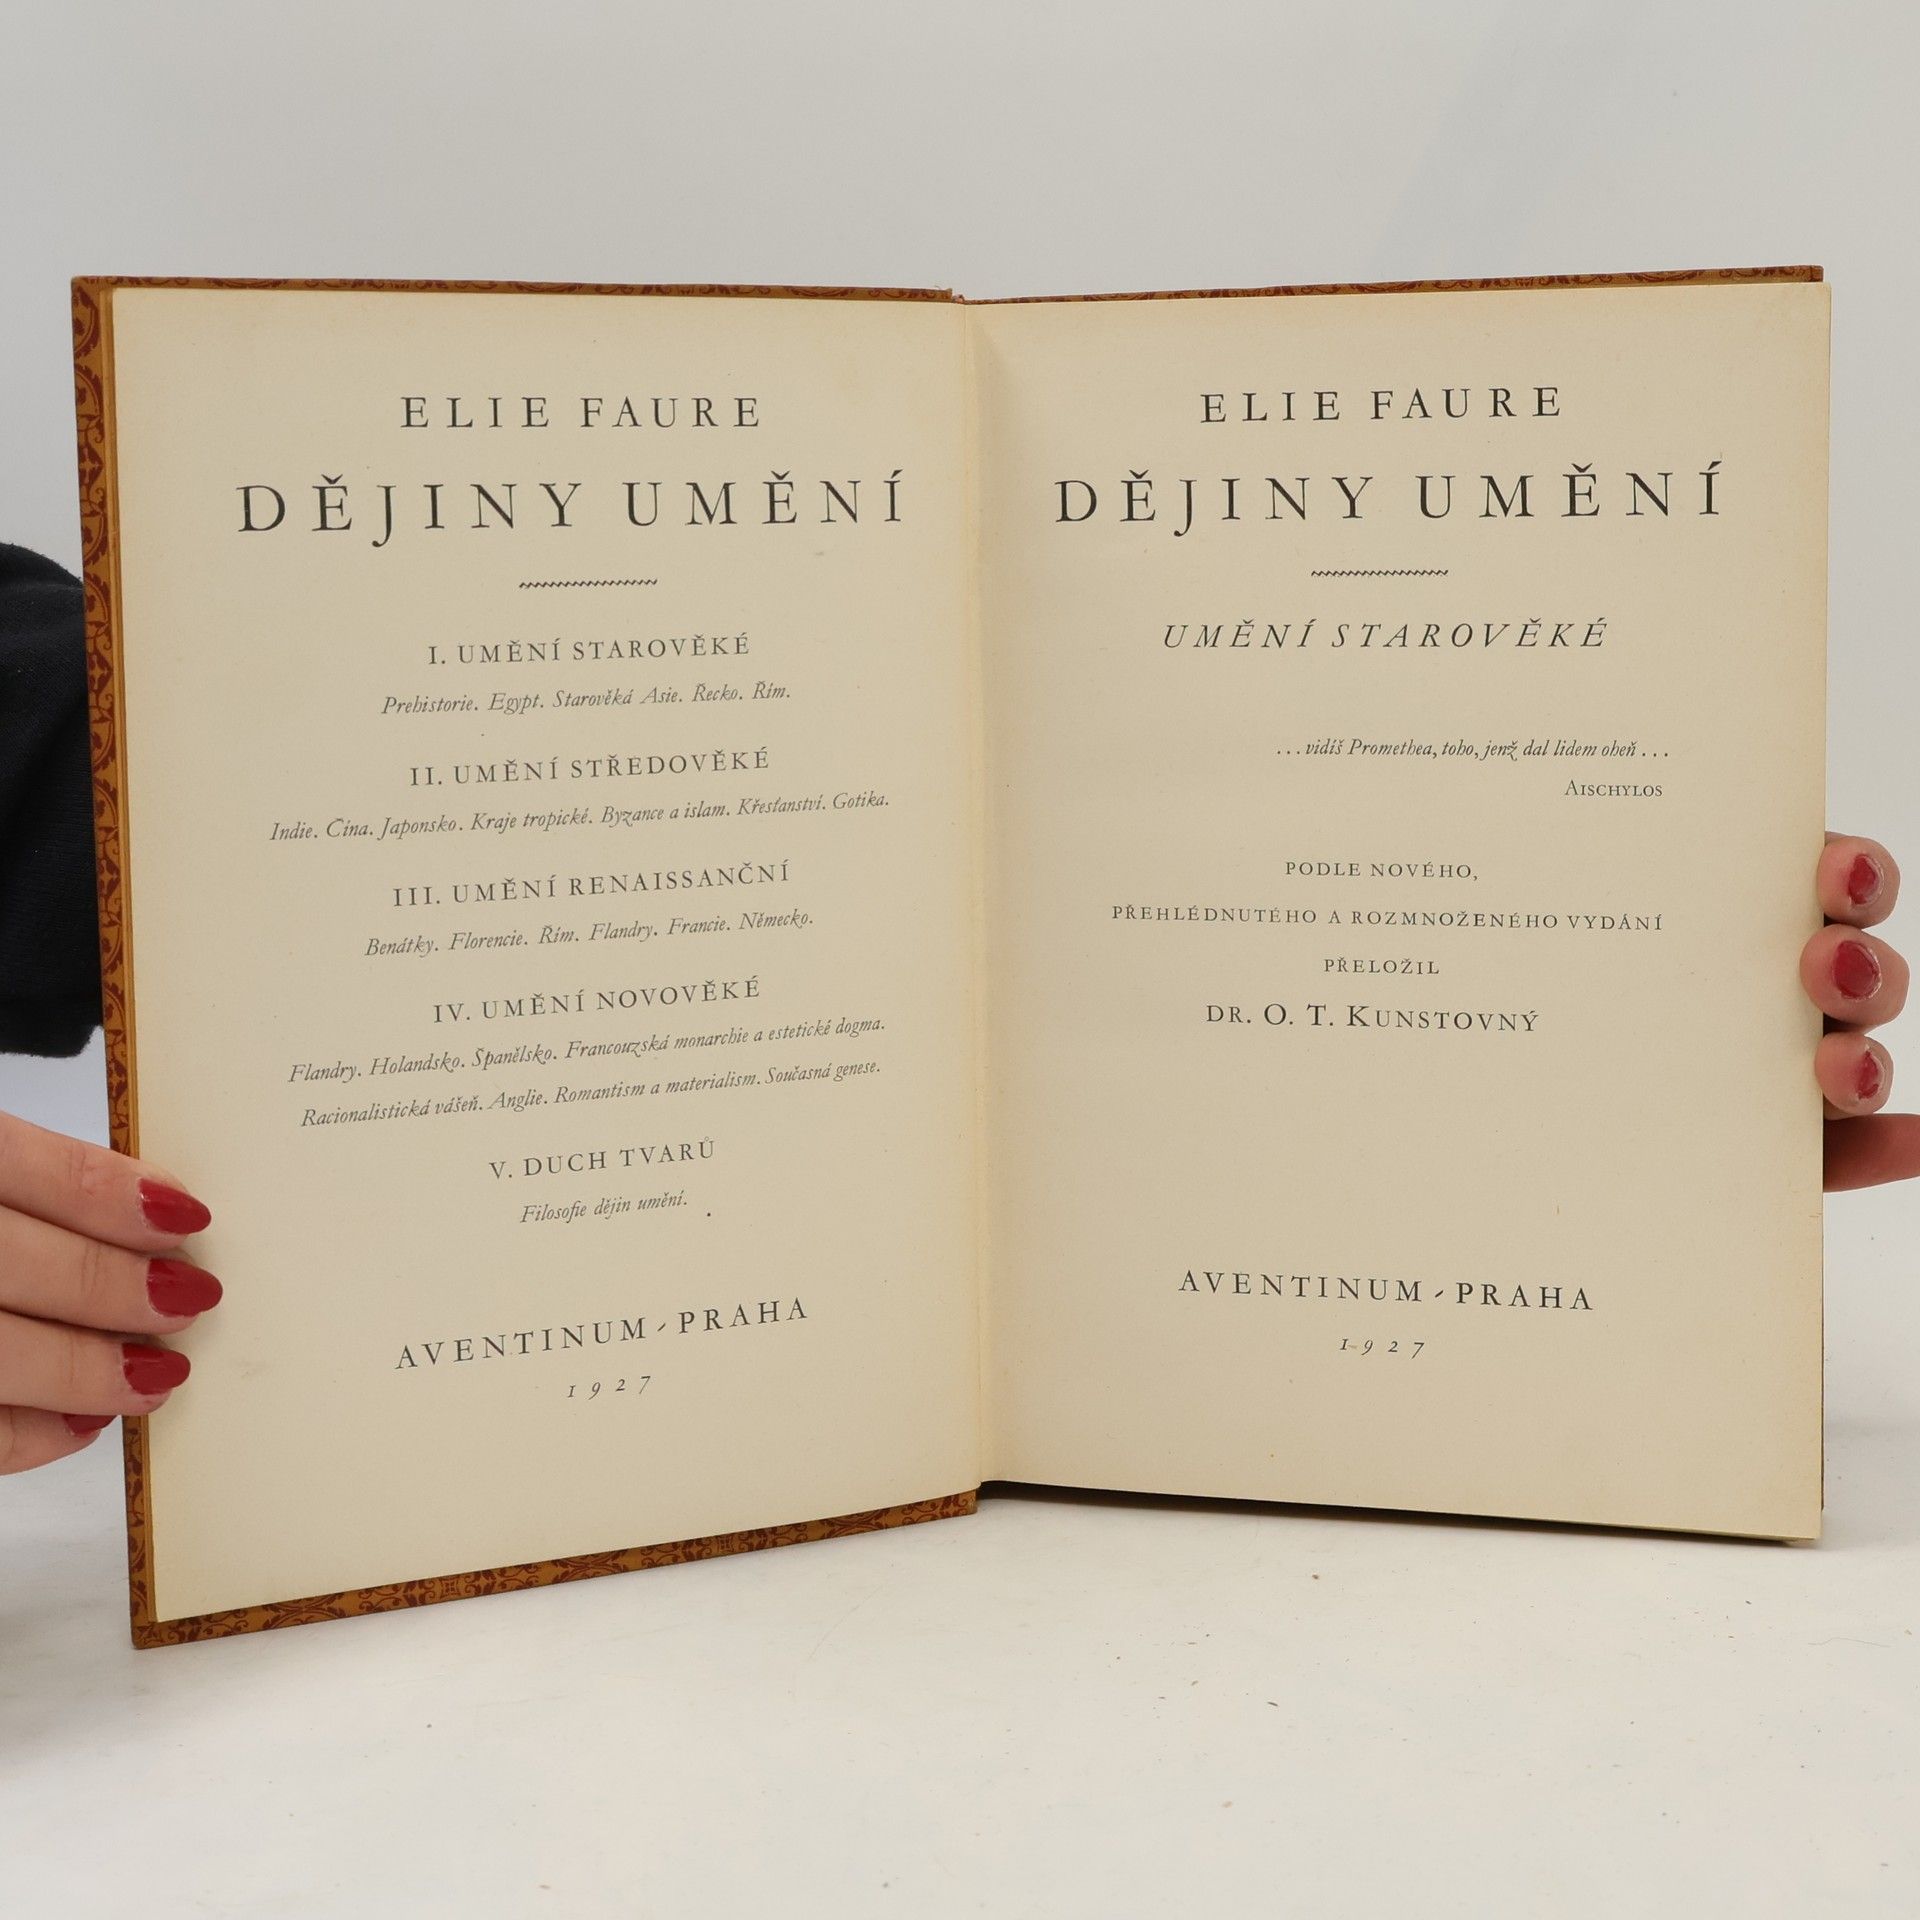 ELIE FAURE
DĚJINY UMĚNÍ
I. UMĚNÍ STAROVĚKÉ
Prehistorie. Egypt. Starověká Asie. Řecko. Řím.
II. UMĚNÍ STŘEDOVĚKÉ
Indie. Čína. Japonsko. Kraje tropické. Byzance a islam. Křesťanství. Gotika.
III. UMĚNÍ RENAISSANČNÍ
Benátky. Florencie. Řím. Flandry. Francie. Německo.
IV. UMĚNÍ NOVOVĚKÉ
Flandry. Holandsko. Španělsko. Francouzská monarchie a estetické dogma.
Racionalistická vášeň. Anglie. Romantism a materialism. Současná genese.
V. DUCH TVARŮ
Filosofie dějin umění.
AVENTINUM - PRAHA
1927
ELIE FAURE
DĚJINY UMĚNÍ
UMĚNÍ STAROVĚKÉ
...vidíš Promethea, toho, jenž dal lidem oheň...
AISCHYLOS
PODLE NOVÉHO,
PŘEHLÉDNUTÉHO A ROZMNOŽENÉHO VYDÁNÍ
PŘELOŽIL
DR. O. T. KUNSTOVNÝ
AVENTINUM - PRAHA
1927